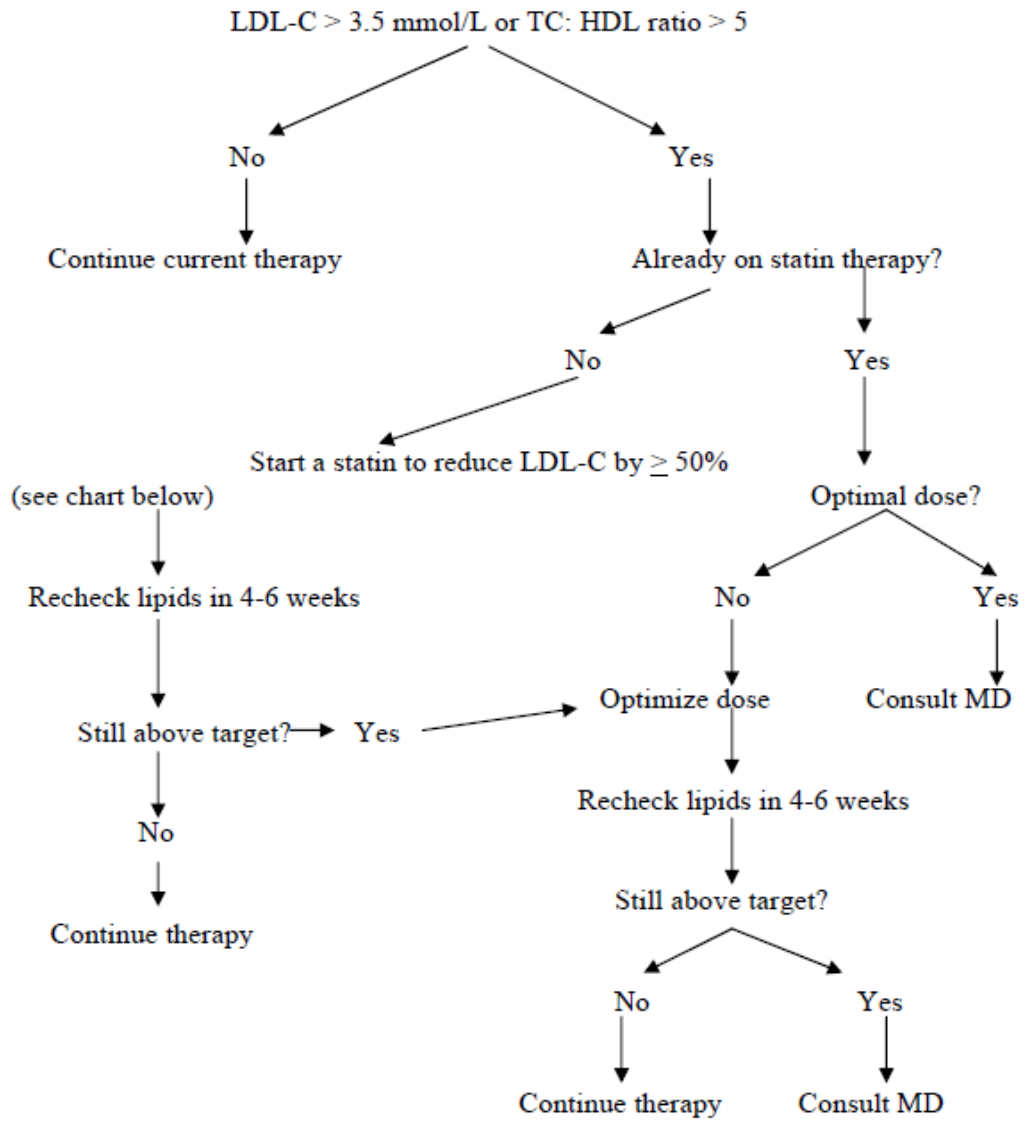 LDL-C > 3.5 mmol/L or TC: HDL ratio > 5
No
Yes
Continue current therapy
Already on statin therapy?
No
Yes
Start a statin to reduce LDL-C by ≥ 50%
(see chart below)
Optimal dose?
Recheck lipids in 4-6 weeks
No
Yes
Optimize dose
Consult MD
Still above target?
Yes
Recheck lipids in 4-6 weeks
No
Still above target?
Continue therapy
No
Yes
Continue therapy
Consult MD